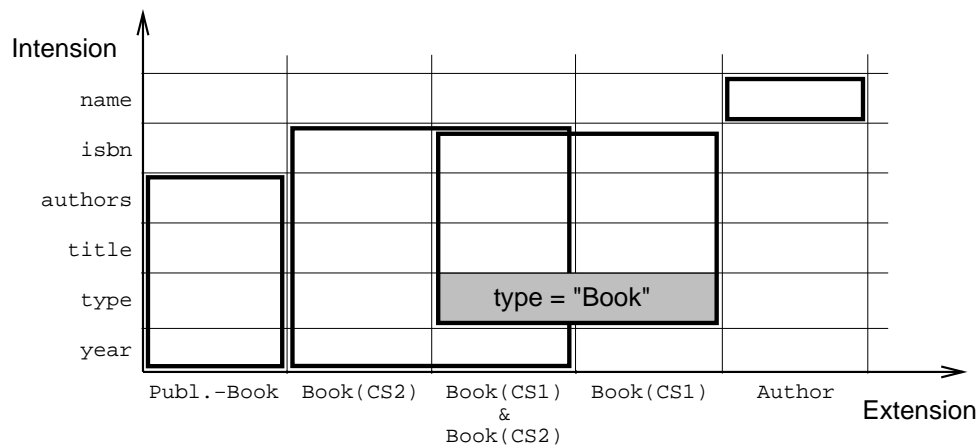 Intension
name
isbn
authors
title
type
year
type = "Book"
Publ.-Book
Book(CS2)
Book(CS1)
&
Book(CS2)
Book(CS1)
Author
Extension